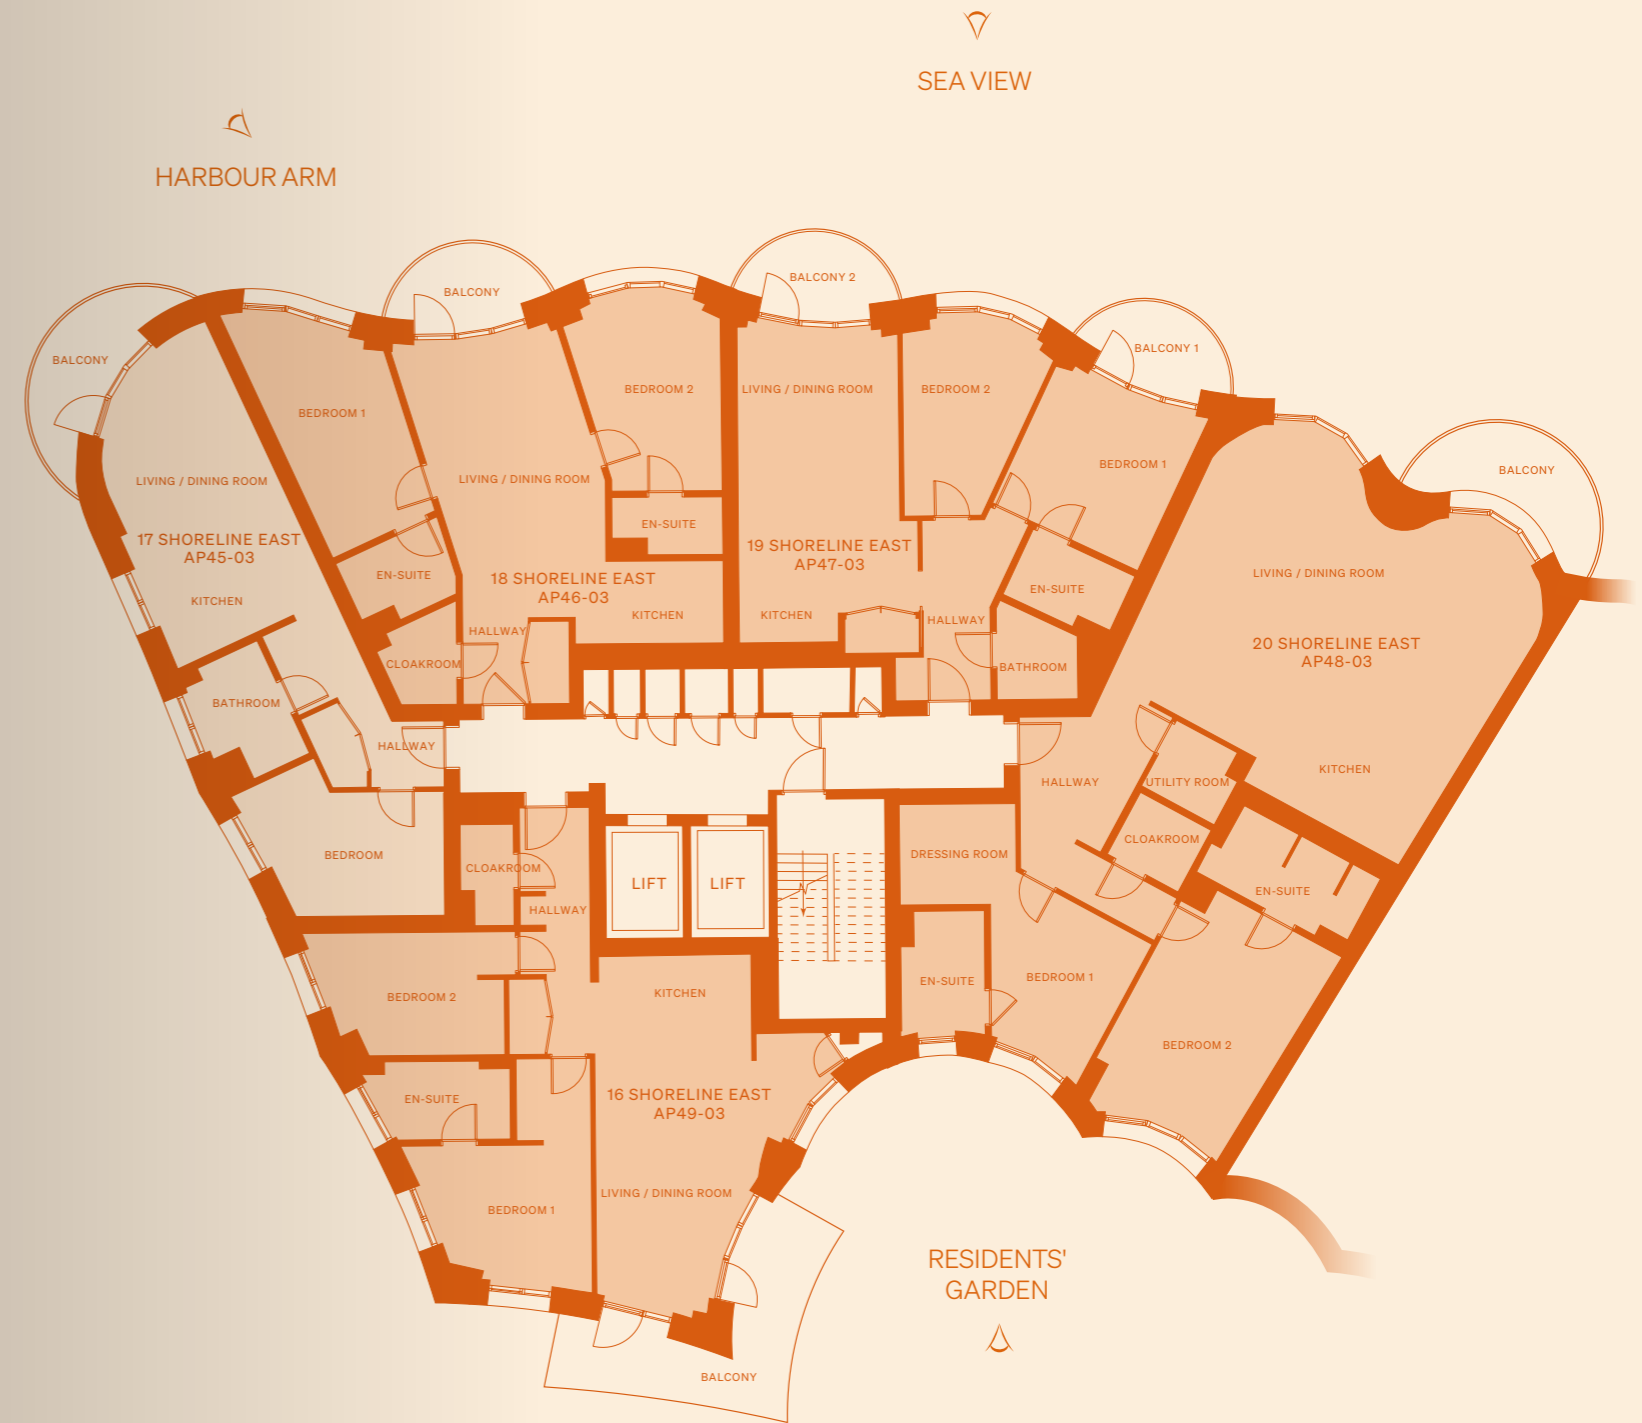 SEA VIEW
HARBOUR ARM
BALCONY
BALCONY
BALCONY 2
BALCONY 1
BALCONY
LIVING / DINING ROOM
17 SHORELINE EAST
AP45-03
KITCHEN
BATHROOM
HALLWAY
BEDROOM
BEDROOM 1
EN-SUITE
CLOAKROOM
LIVING / DINING ROOM
18 SHORELINE EAST
AP46-03
HALLWAY
KITCHEN
BEDROOM 2
EN-SUITE
LIVING / DINING ROOM
19 SHORELINE EAST
AP47-03
KITCHEN
BEDROOM 2
HALLWAY
BEDROOM 1
EN-SUITE
BATHROOM
LIVING / DINING ROOM
20 SHORELINE EAST
AP48-03
KITCHEN
HALLWAY
UTILITY ROOM
CLOAKROOM
EN-SUITE
DRESSING ROOM
EN-SUITE
BEDROOM 1
BEDROOM 2
LIFT
LIFT
CLOAKROOM
HALLWAY
BEDROOM 2
KITCHEN
EN-SUITE
16 SHORELINE EAST
AP49-03
BEDROOM 1
LIVING / DINING ROOM
BALCONY
RESIDENTS'
GARDEN